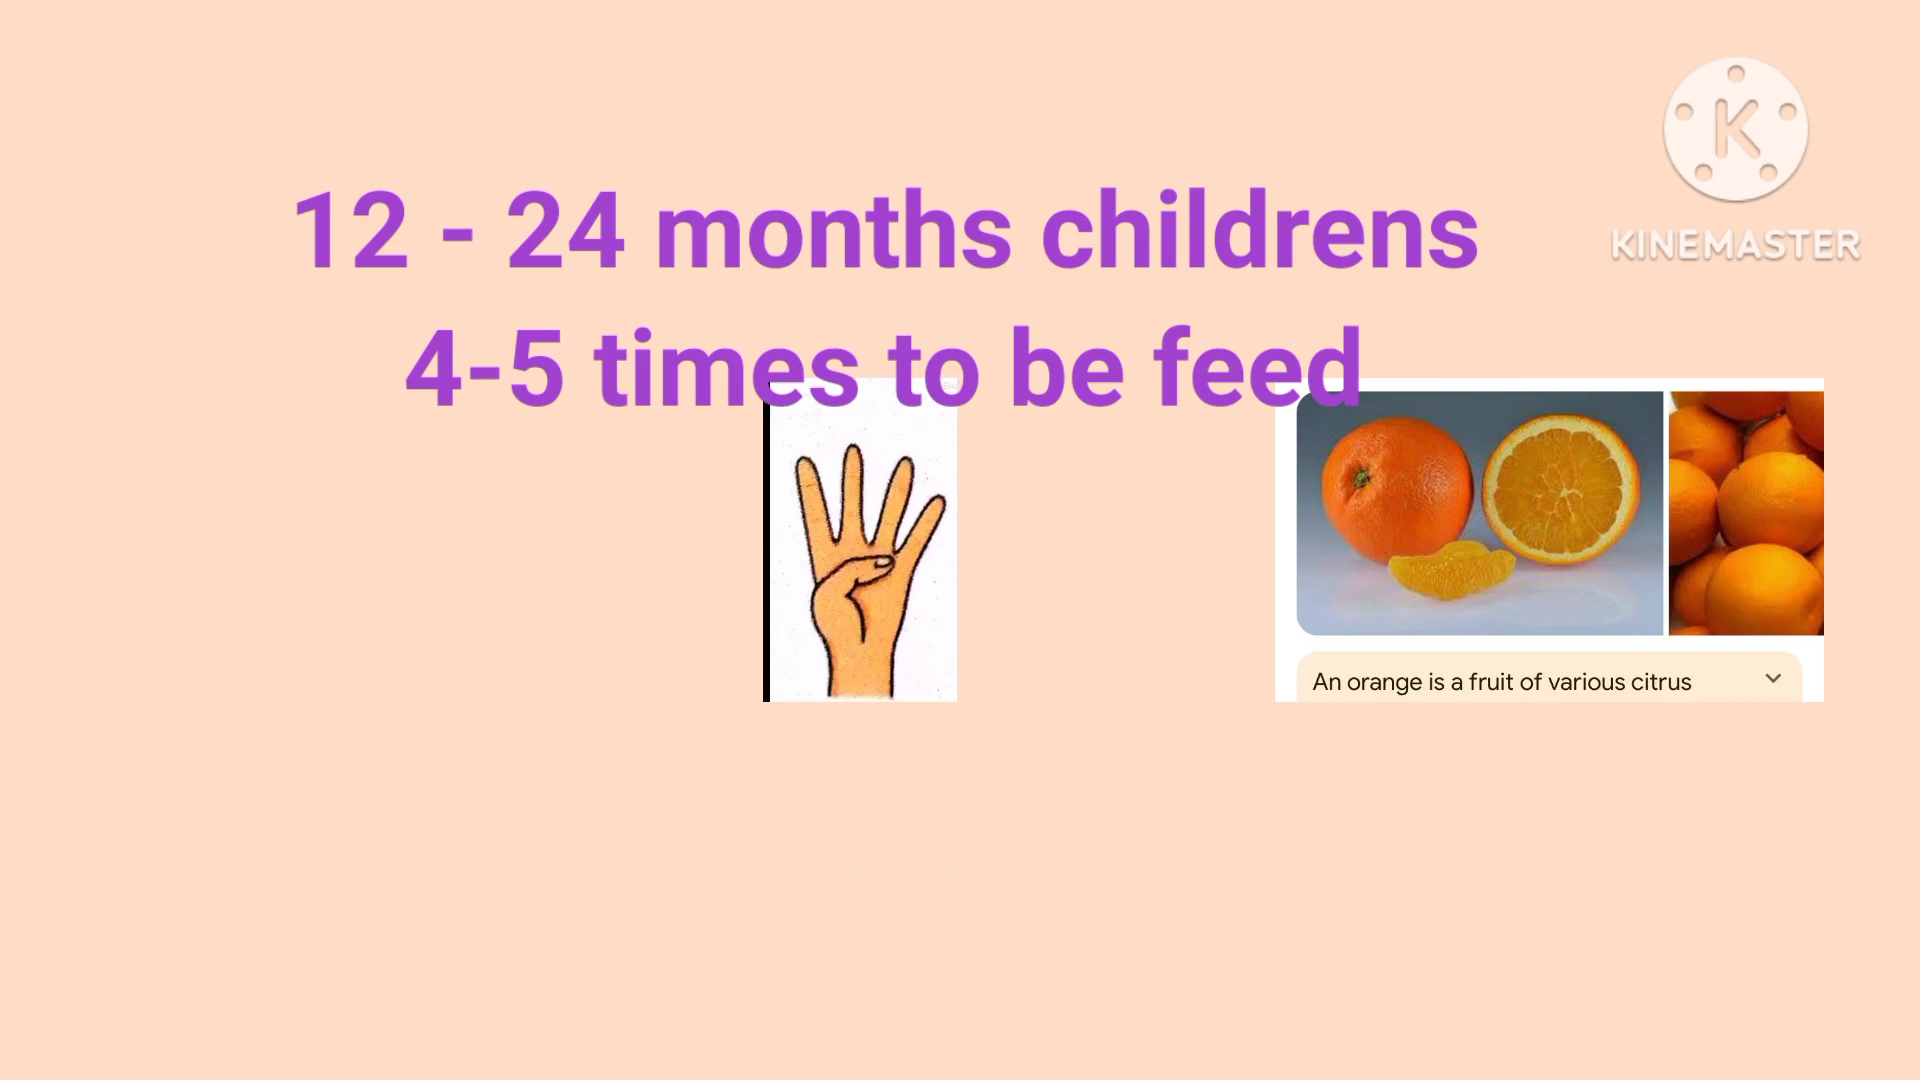 12 - 24 months childrens
4-5 times to be feed
K
KINEMASTER
An orange is a fruit of various citrus